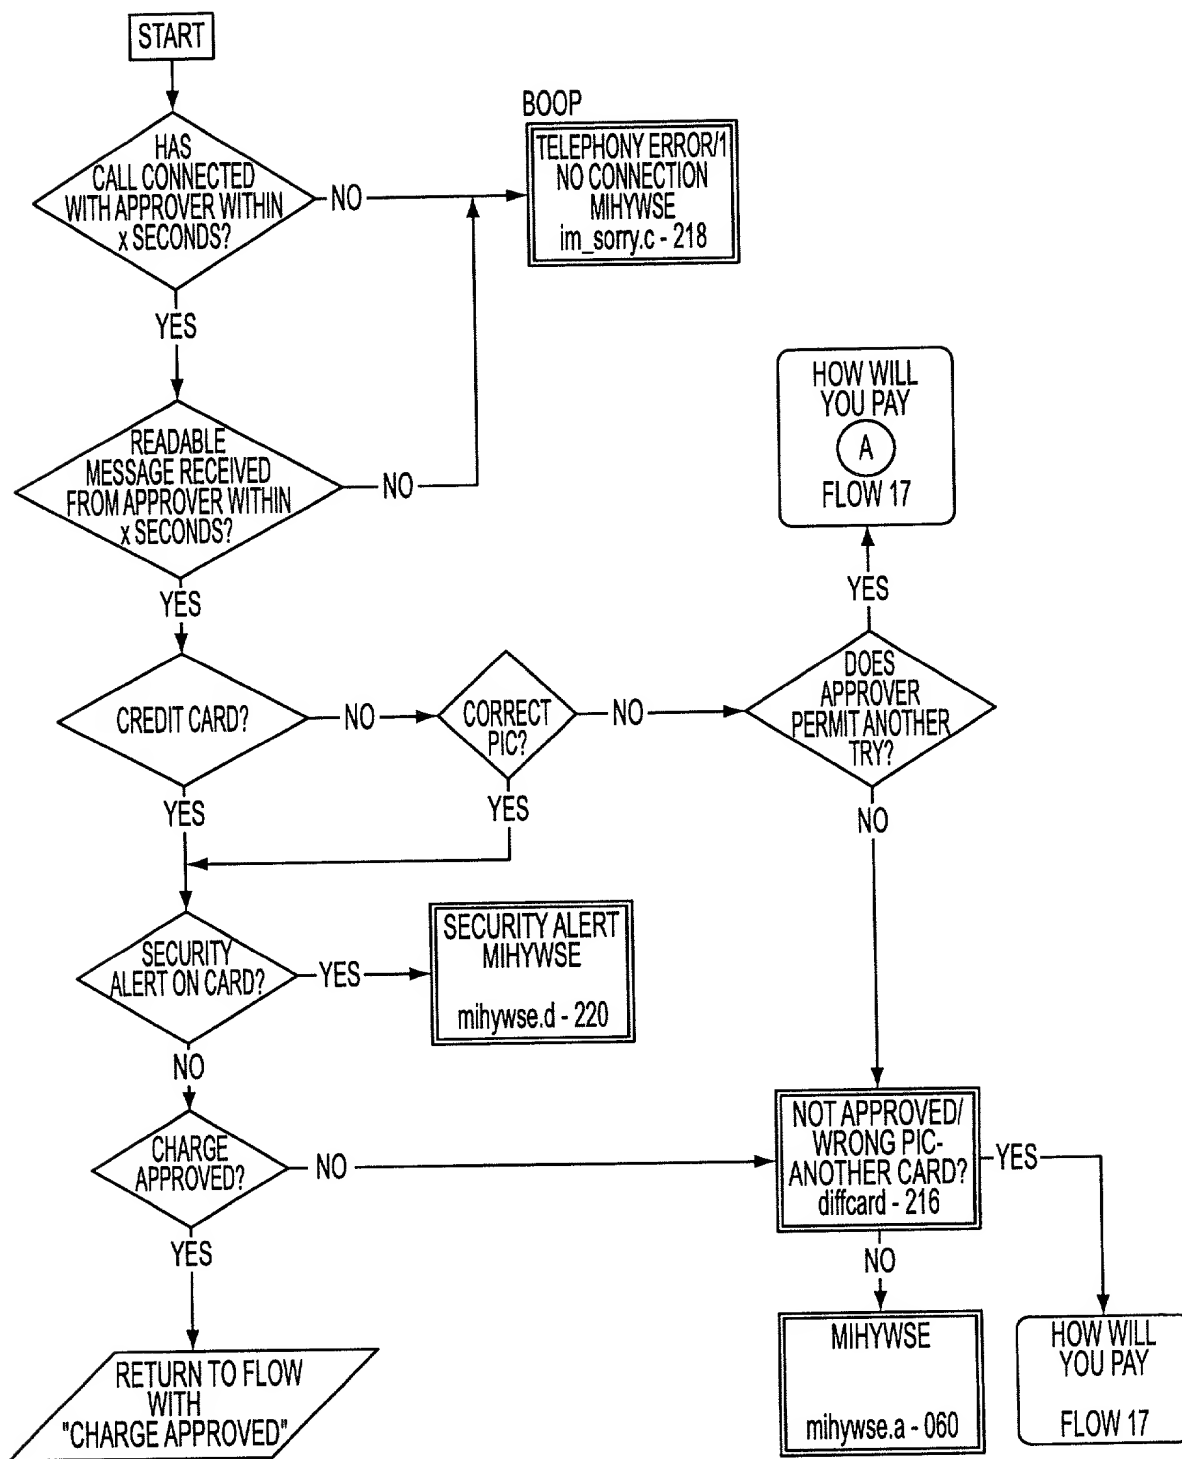 START
HAS
CALL CONNECTED
WITH APPROVER WITHIN
x SECONDS?
NO
BOOP
TELEPHONY ERROR/1
NO CONNECTION
MIHYWSE
im_sorry.c - 218
YES
READABLE
MESSAGE RECEIVED
FROM APPROVER WITHIN
x SECONDS?
NO
HOW WILL
YOU PAY
A
FLOW 17
YES
YES
CREDIT CARD?
NO
CORRECT
PIC?
NO
DOES
APPROVER
PERMIT ANOTHER
TRY?
YES
YES
NO
SECURITY
ALERT ON CARD?
YES
SECURITY ALERT
MIHYWSE
mihywse.d - 220
NO
CHARGE
APPROVED?
NO
NOT APPROVED/
WRONG PIC-
ANOTHER CARD?
diffcard - 216
YES
YES
NO
RETURN TO FLOW
WITH
"CHARGE APPROVED"
MIHYWSE
mihywse.a - 060
HOW WILL
YOU PAY
FLOW 17